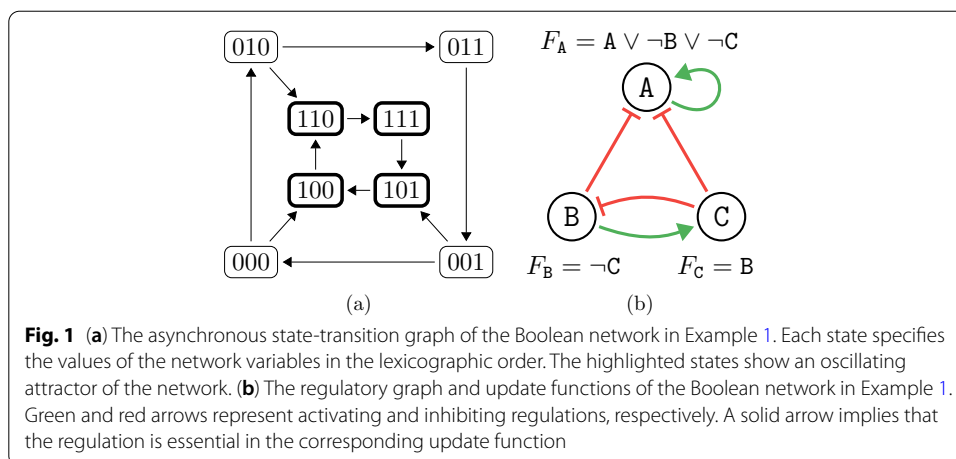 010 011
110 111
100 101
000 001
(a)
F_A = A ∨ ¬B ∨ ¬C
A
B C
F_B = ¬C F_C = B
(b)
Fig. 1 (a) The asynchronous state-transition graph of the Boolean network in Example 1. Each state specifies
the values of the network variables in the lexicographic order. The highlighted states show an oscillating
attractor of the network. (b) The regulatory graph and update functions of the Boolean network in Example 1.
Green and red arrows represent activating and inhibiting regulations, respectively. A solid arrow implies that
the regulation is essential in the corresponding update function